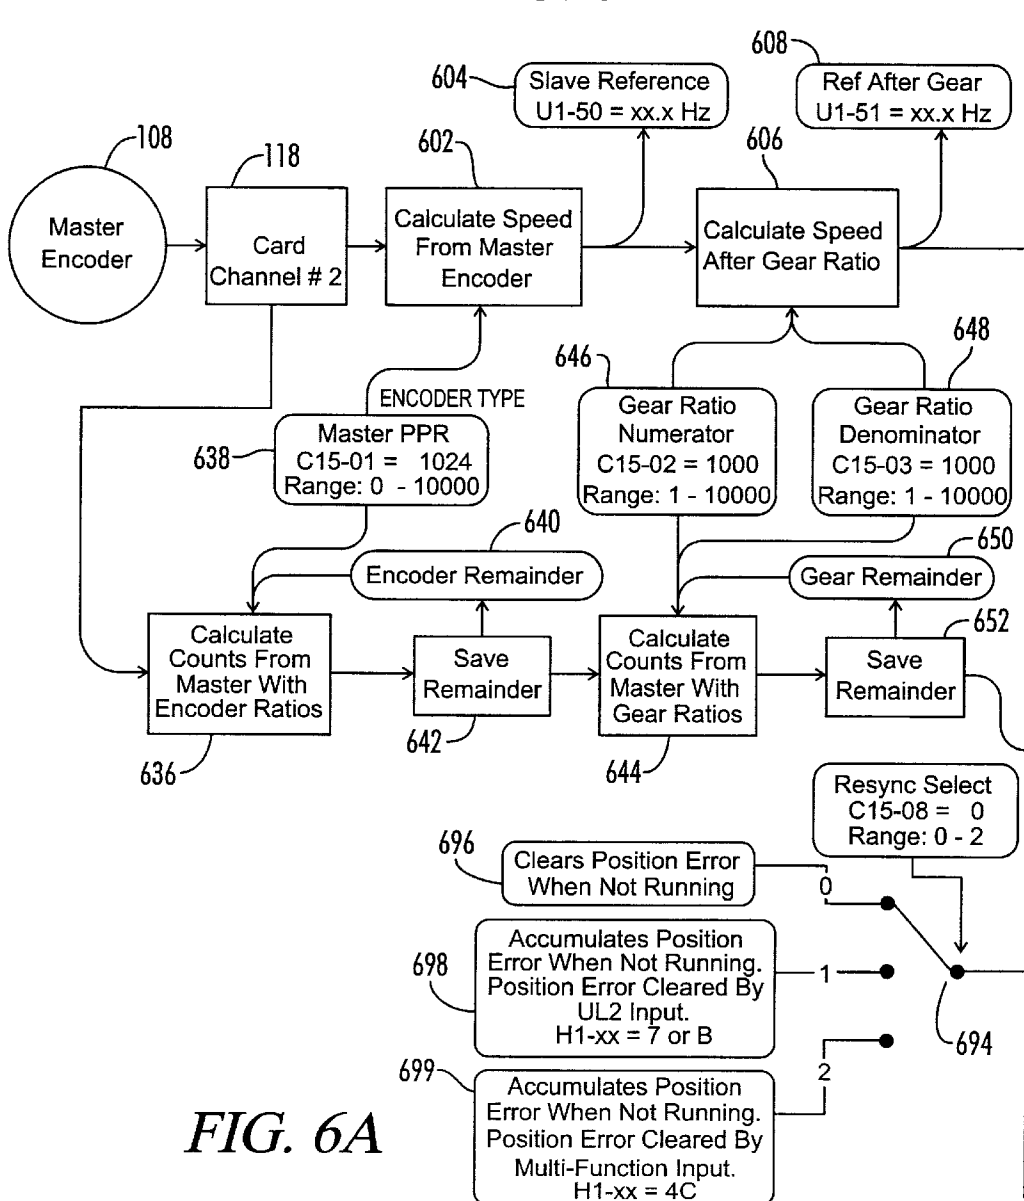 604
Slave Reference
U1-50 = xx.x Hz
608
Ref After Gear
U1-51 = xx.x Hz
108
118
602
606
Master
Encoder
Card
Channel # 2
Calculate Speed
From Master
Encoder
Calculate Speed
After Gear Ratio
ENCODER TYPE
638
Master PPR
C15-01 = 1024
Range: 0 - 10000
646
Gear Ratio
Numerator
C15-02 = 1000
Range: 1 - 10000
648
Gear Ratio
Denominator
C15-03 = 1000
Range: 1 - 10000
640
Encoder Remainder
650
Gear Remainder
Calculate
Counts From
Master With
Encoder Ratios
636
Save
Remainder
642
Calculate
Counts From
Master With
Gear Ratios
644
652
Save
Remainder
Resync Select
C15-08 = 0
Range: 0 - 2
696
Clears Position Error
When Not Running
0
698
Accumulates Position
Error When Not Running.
Position Error Cleared By
UL2 Input.
H1-xx = 7 or B
1
694
699
Accumulates Position
Error When Not Running.
Position Error Cleared By
Multi-Function Input.
H1-xx = 4C
2
FIG. 6A